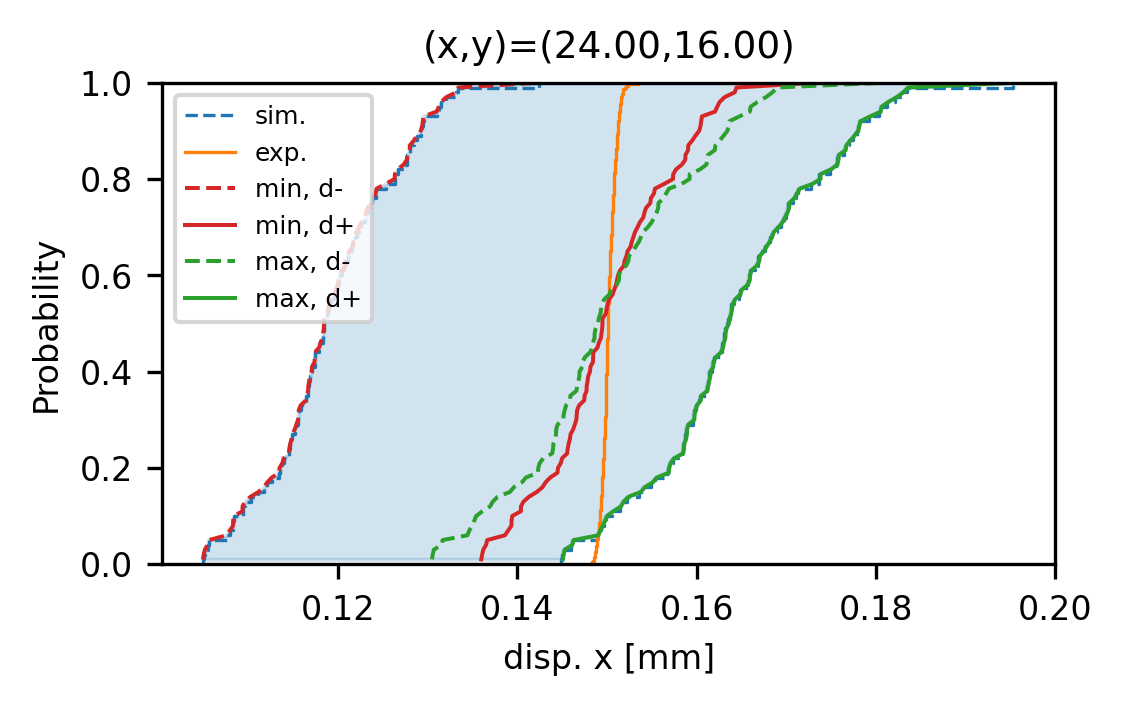 (x,y)=(24.00,16.00)
1.0
0.8
0.6
0.4
0.2
0.0
Probability
sim.
exp.
min, d-
min, d+
max, d-
max, d+
0.12 0.14 0.16 0.18 0.20
disp. x [mm]